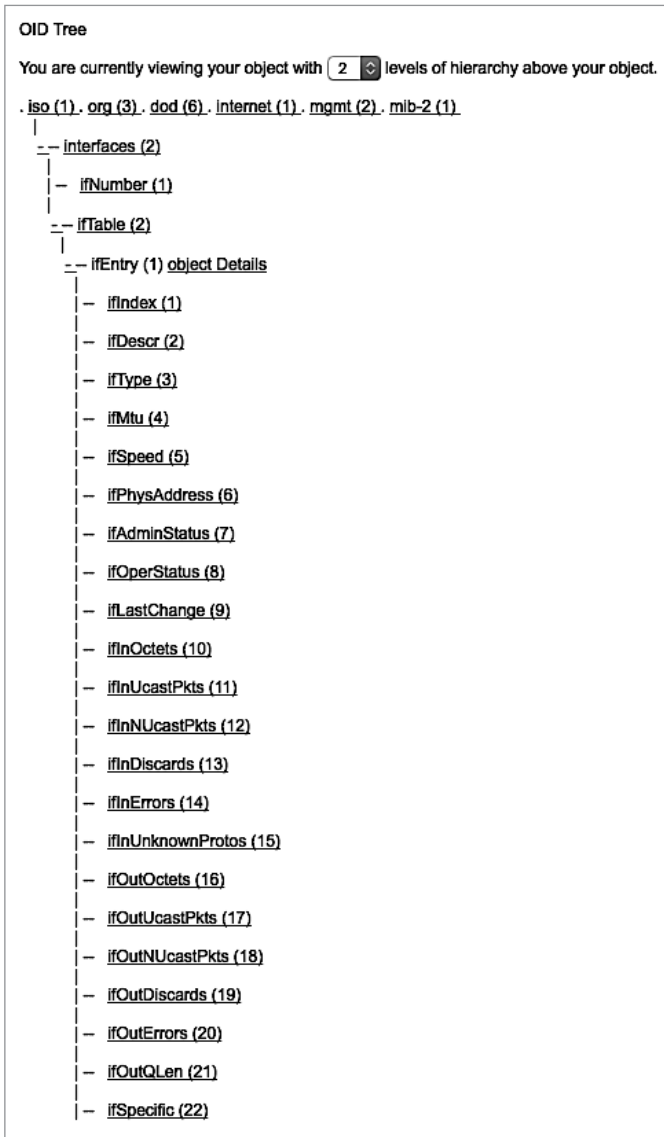 OID Tree
You are currently viewing your object with 2 levels of hierarchy above your object.
. iso (1) . org (3) . dod (6) . internet (1) . mgmt (2) . mib-2 (1)
|
- -- interfaces (2)
|
|-- ifNumber (1)
|
- -- ifTable (2)
|
- -- ifEntry (1) object Details
|
|-- ifIndex (1)
|
|-- ifDescr (2)
|
|-- ifType (3)
|
|-- ifMtu (4)
|
|-- ifSpeed (5)
|
|-- ifPhysAddress (6)
|
|-- ifAdminStatus (7)
|
|-- ifOperStatus (8)
|
|-- ifLastChange (9)
|
|-- ifInOctets (10)
|
|-- ifInUcastPkts (11)
|
|-- ifInNUcastPkts (12)
|
|-- ifInDiscards (13)
|
|-- ifInErrors (14)
|
|-- ifInUnknownProtos (15)
|
|-- ifOutOctets (16)
|
|-- ifOutUcastPkts (17)
|
|-- ifOutNUcastPkts (18)
|
|-- ifOutDiscards (19)
|
|-- ifOutErrors (20)
|
|-- ifOutQLen (21)
|
|-- ifSpecific (22)